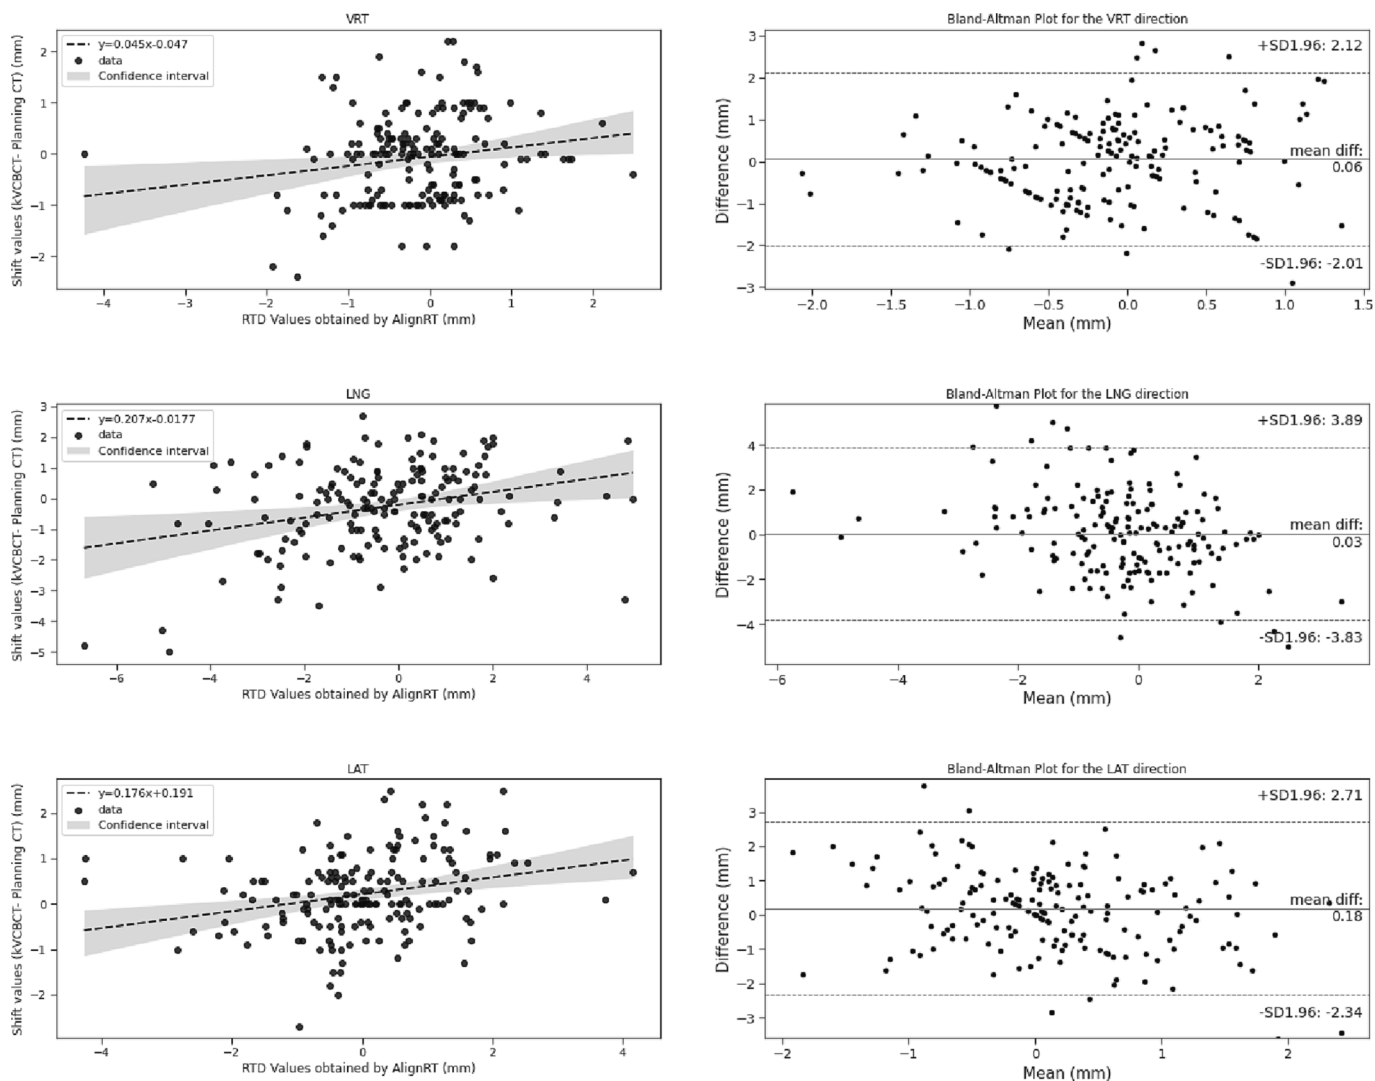 VRT
Shift values (kVCBCT- Planning CT) (mm)
2
1
0
−1
−2
y=0.045x-0.047
data
Confidence interval
−4 −3 −2 −1 0 1 2
RTD Values obtained by AlignRT (mm)
Bland-Altman Plot for the VRT direction
Difference (mm)
3
2
1
0
−1
−2
−3
+SD1.96: 2.12
mean diff:
0.06
-SD1.96: -2.01
−2.0 −1.5 −1.0 −0.5 0.0 0.5 1.0 1.5
Mean (mm)
LNG
Shift values (kVCBCT- Planning CT) (mm)
3
2
1
0
−1
−2
−3
−4
−5
y=0.207x-0.0177
data
Confidence interval
−6 −4 −2 0 2 4
RTD Values obtained by AlignRT (mm)
Bland-Altman Plot for the LNG direction
Difference (mm)
4
2
0
−2
−4
+SD1.96: 3.89
mean diff:
0.03
-SD1.96: -3.83
−6 −4 −2 0 2
Mean (mm)
LAT
Shift values (kVCBCT- Planning CT) (mm)
2
1
0
−1
−2
y=0.176x+0.191
data
Confidence interval
−4 −2 0 2 4
RTD Values obtained by AlignRT (mm)
Bland-Altman Plot for the LAT direction
Difference (mm)
3
2
1
0
−1
−2
−3
+SD1.96: 2.71
mean diff:
0.18
-SD1.96: -2.34
−2 −1 0 1 2
Mean (mm)